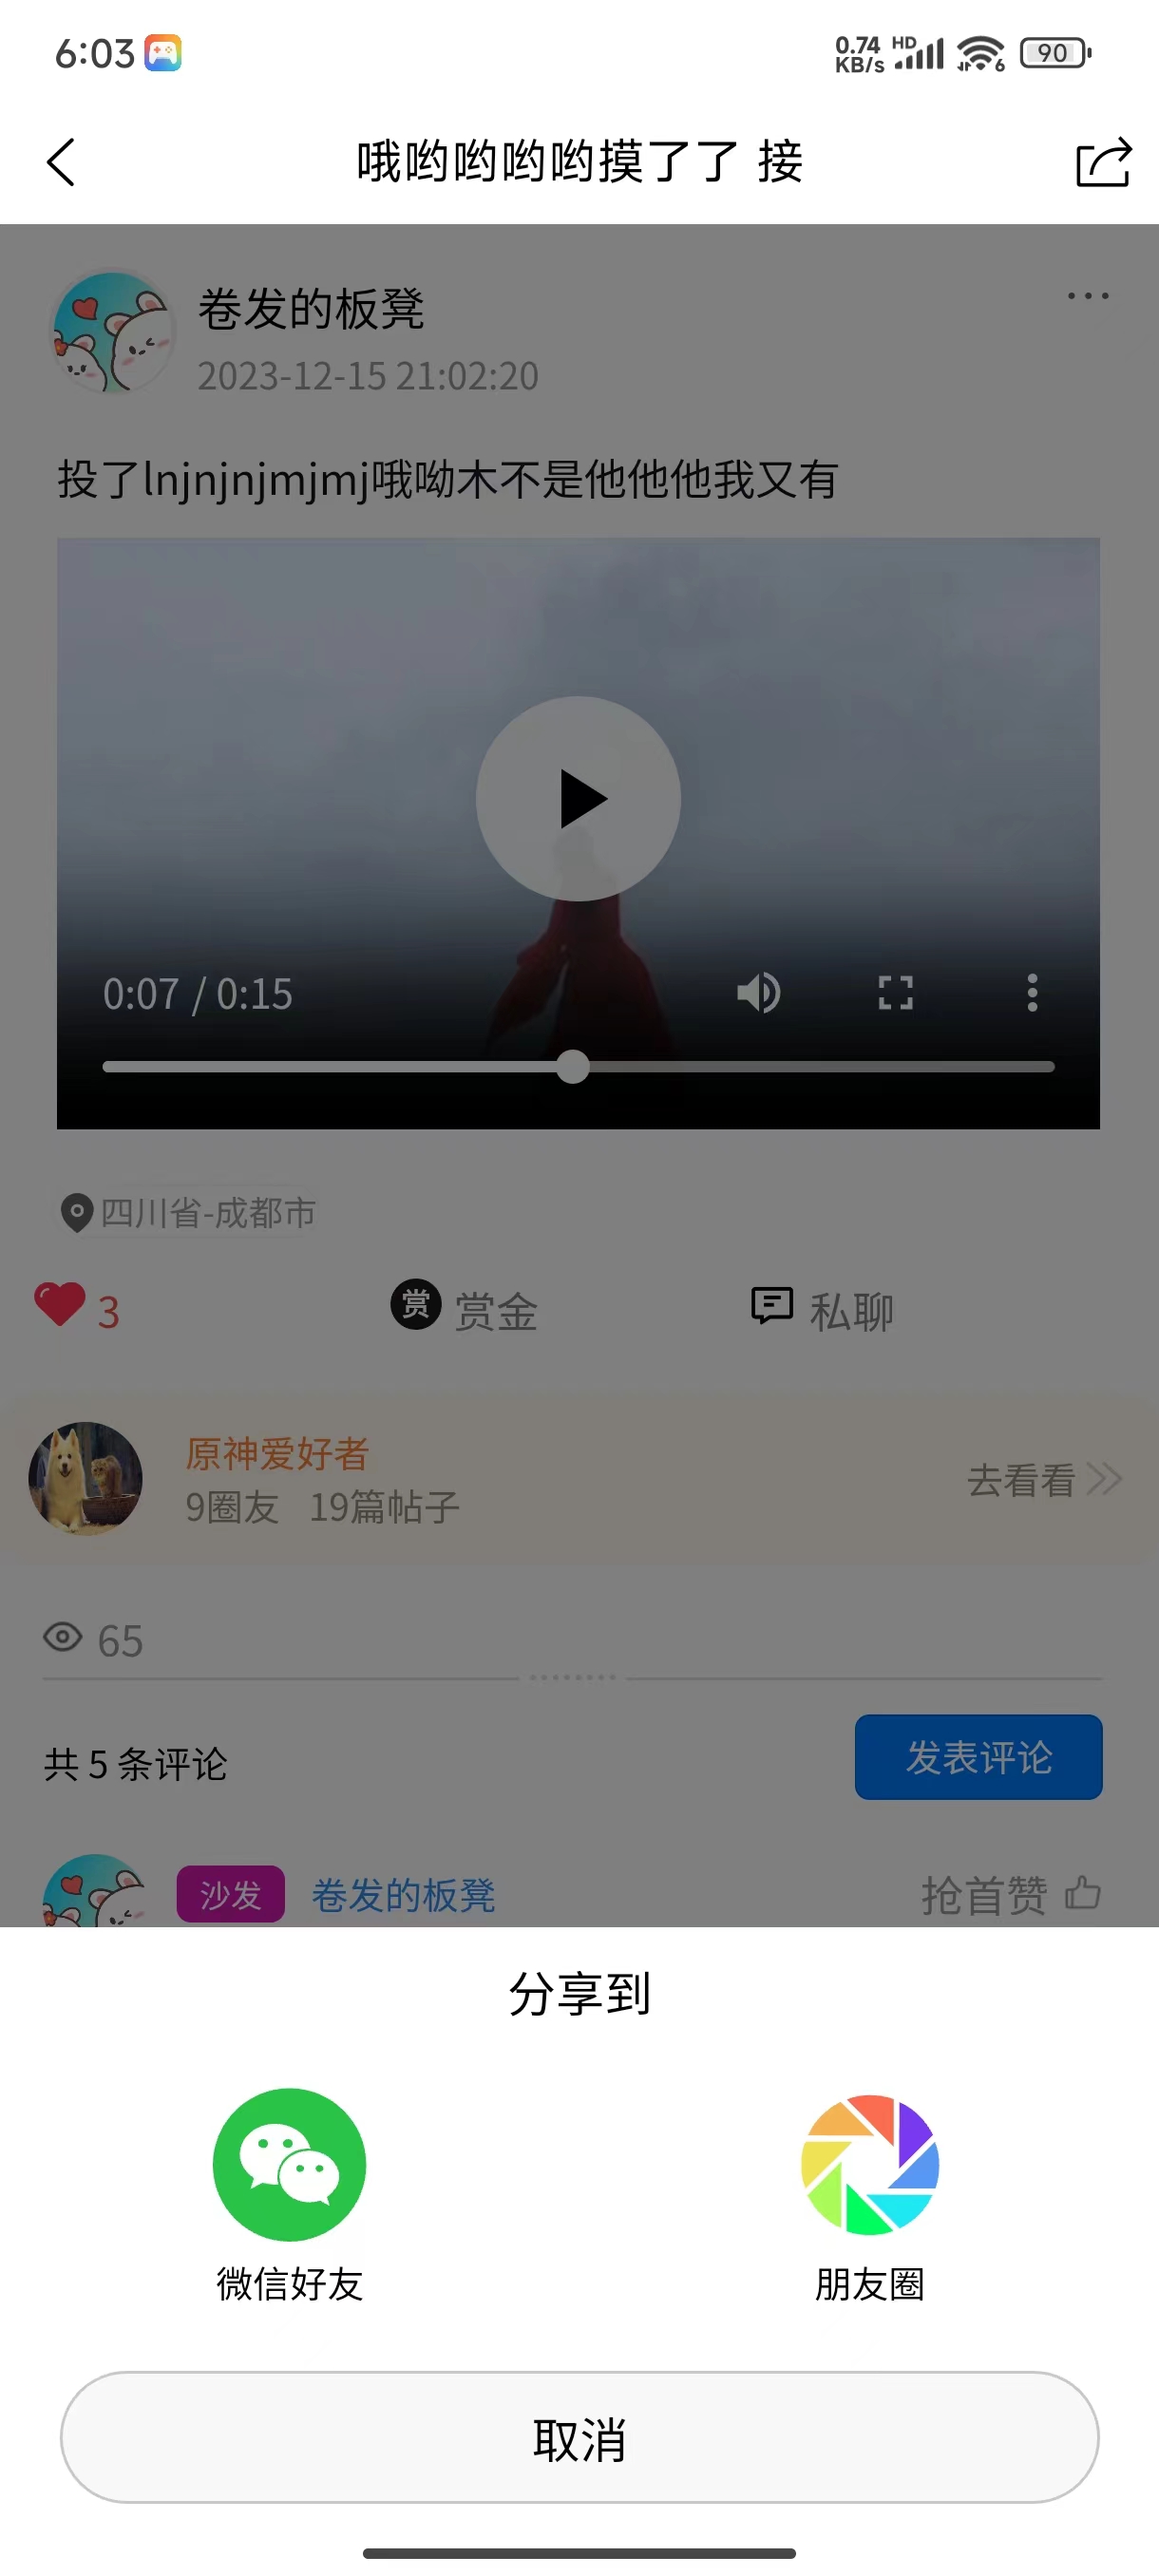 6:03
0.74 KB/s HD 6 90
哦哟哟哟哟摸了了 接
卷发的板凳
2023-12-15 21:02:20
投了lnjnjnjmjmj哦呦木不是他他他我又有
0:07 / 0:15
四川省-成都市
3 赏 赏金 私聊
原神爱好者
9圈友 19篇帖子
去看看
65
共 5 条评论
发表评论
沙发 卷发的板凳 抢首赞
分享到
微信好友 朋友圈
取消